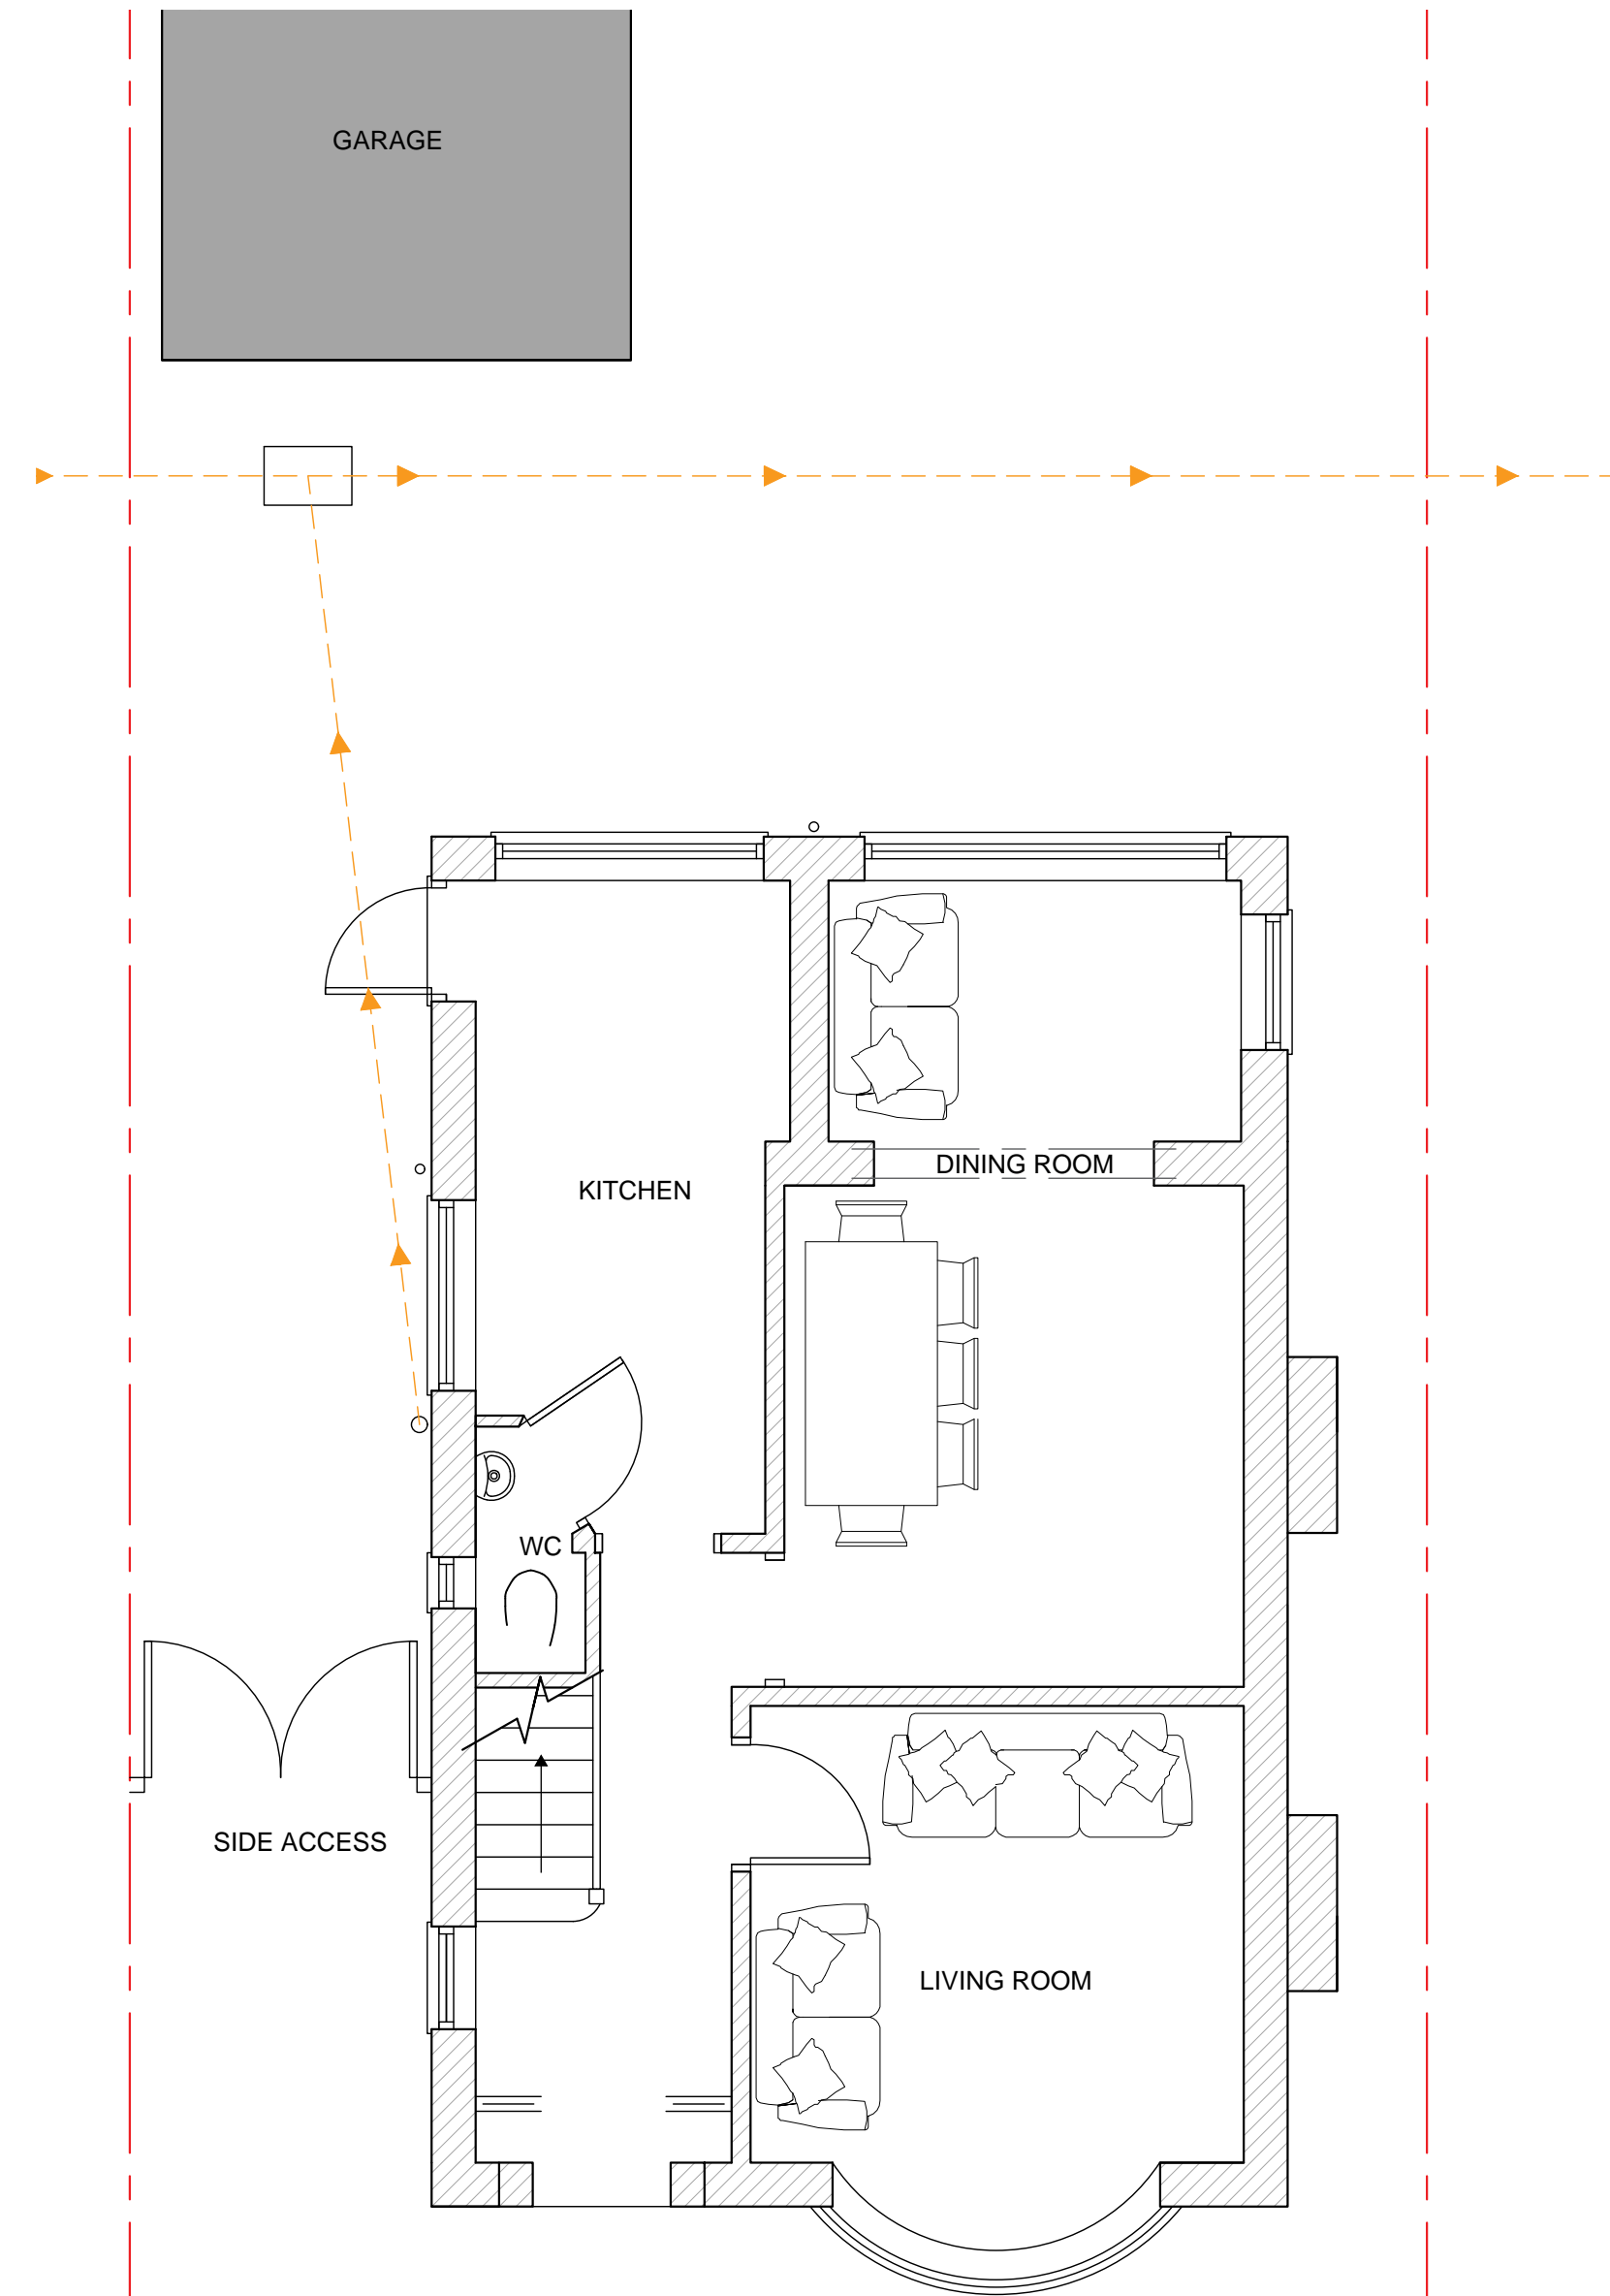 GARAGE
DINING ROOM
KITCHEN
WC
SIDE ACCESS
LIVING ROOM